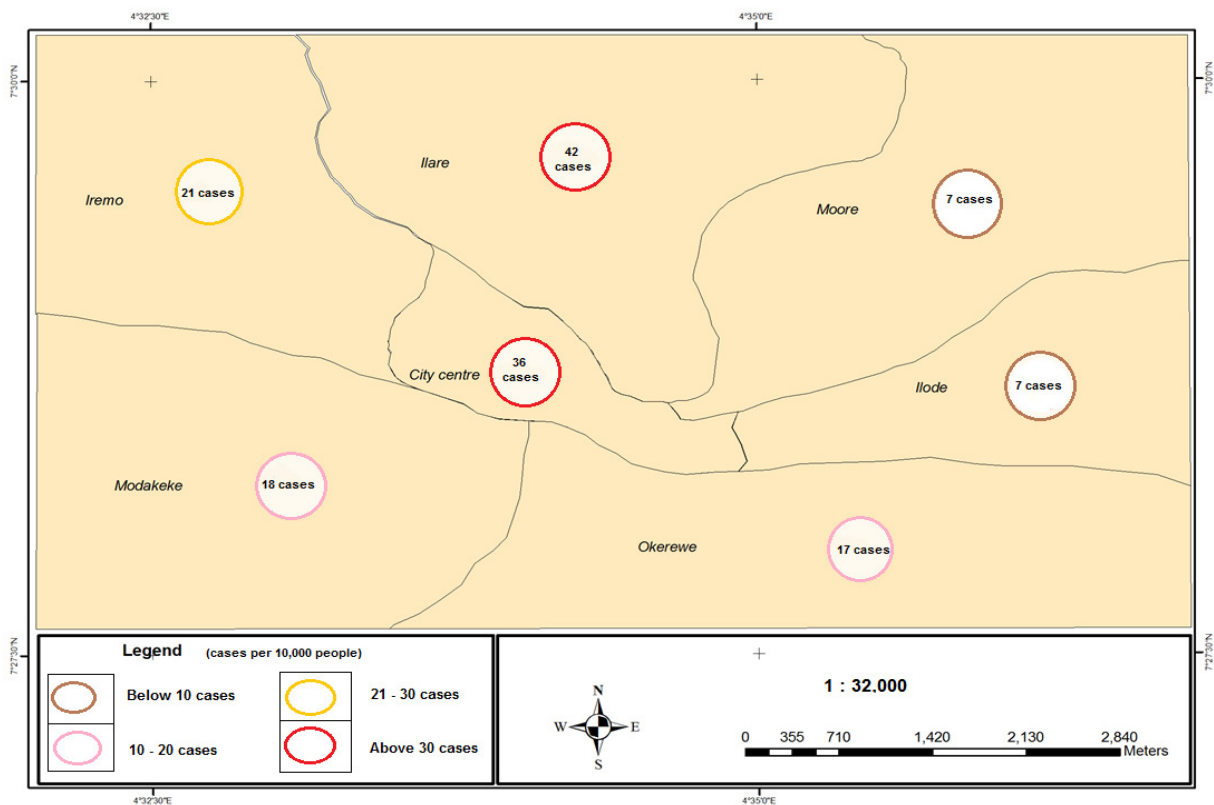 4°32'30"E
4°35'0"E
7°30'0"N
7°30'0"N
Ilare
42
cases
Iremo
21 cases
Moore
7 cases
City centre
36
cases
Ilode
7 cases
Modakeke
18 cases
Okerewe
17 cases
7°27'30"N
7°27'30"N
Legend (cases per 10,000 people)
Below 10 cases
21 - 30 cases
10 - 20 cases
Above 30 cases
1 : 32.000
N
W E
S
0 355 710 1,420 2,130 2,840
Meters
4°32'30"E
4°35'0"E